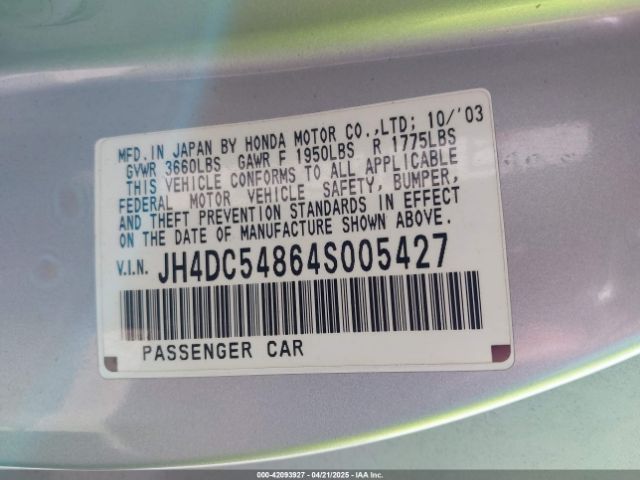 MFD. IN JAPAN BY HONDA MOTOR CO.,LTD; 10/'03
GVWR 3660LBS GAWR F 1950LBS R 1775LBS
THIS VEHICLE CONFORMS TO ALL APPLICABLE
FEDERAL MOTOR VEHICLE SAFETY, BUMPER,
AND THEFT PREVENTION STANDARDS IN EFFECT
ON THE DATE OF MANUFACTURE SHOWN ABOVE.
V.I.N. JH4DC54864S005427
PASSENGER CAR
000-42093927 - 04/21/2025 - IAA Inc.